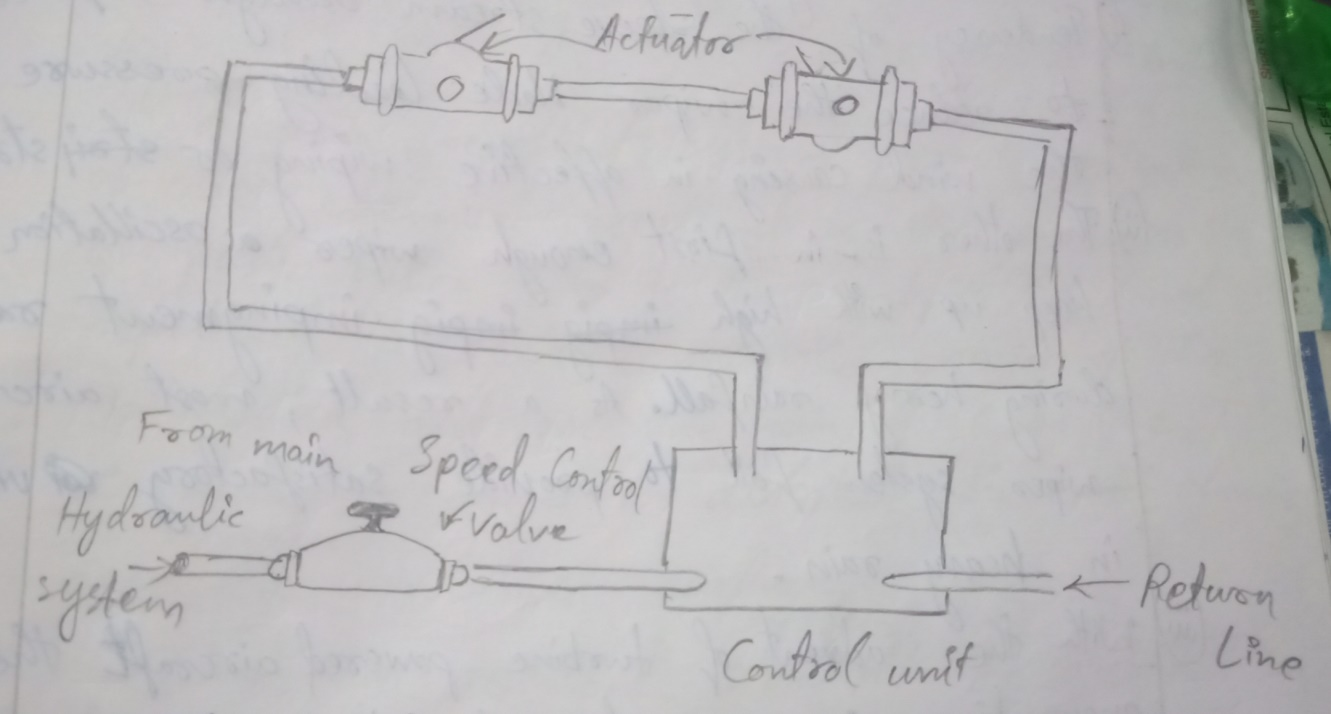 Actuator
From main
Hydraulic
system
Speed Control
valve
Return
Line
Control unit